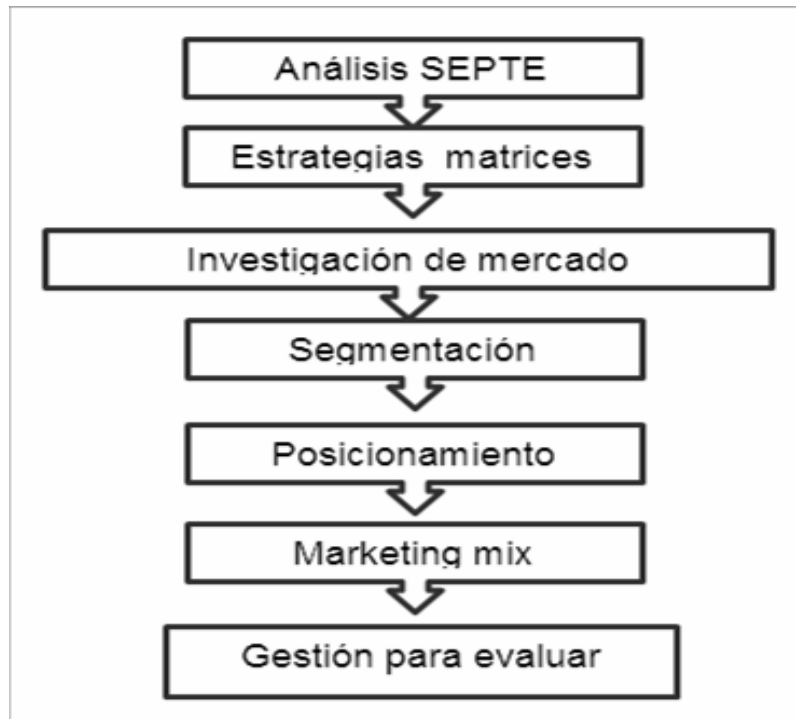 Análisis SEPTE
Estrategias matrices
Investigación de mercado
Segmentación
Posicionamiento
Marketing mix
Gestión para evaluar